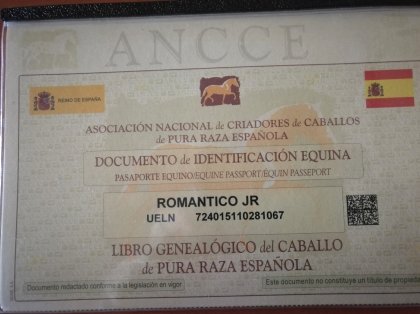 ANCCE
REINO DE ESPAÑA
ASOCIACIÓN NACIONAL de CRIADORES de CABALLOS
de PURA RAZA ESPAÑOLA
DOCUMENTO de IDENTIFICACIÓN EQUINA
PASAPORTE EQUINO/EQUINE PASSPORT/EQUIN PASSEPORT
ROMANTICO JR
UELN 724015110281067
LIBRO GENEALÓGICO del CABALLO
de PURA RAZA ESPAÑOLA
Documento redactado conforme a la legislación en vigor
Este documento no constituye un título de propieda